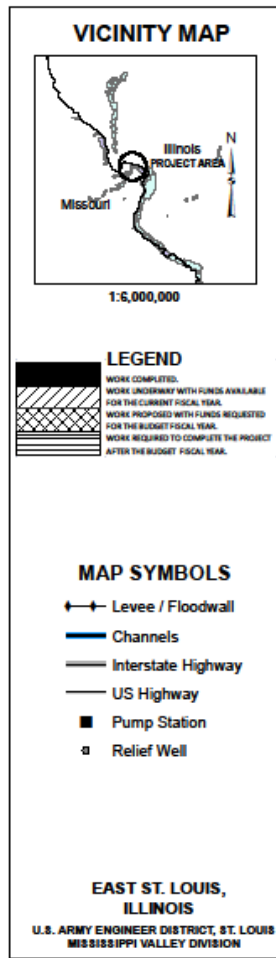 VICINITY MAP
Illinois
N
PROJECT AREA
Missouri
1:6,000,000
LEGEND
WORK COMPLETED.
WORK UNDERWAY WITH FUNDS AVAILABLE
FOR THE CURRENT FISCAL YEAR.
WORK PROPOSED WITH FUNDS REQUESTED
FOR THE BUDGET FISCAL YEAR.
WORK REQUIRED TO COMPLETE THE PROJECT
AFTER THE BUDGET FISCAL YEAR.
MAP SYMBOLS
Levee / Floodwall
Channels
Interstate Highway
US Highway
Pump Station
Relief Well
EAST ST. LOUIS,
ILLINOIS
U.S. ARMY ENGINEER DISTRICT, ST. LOUIS
MISSISSIPPI VALLEY DIVISION